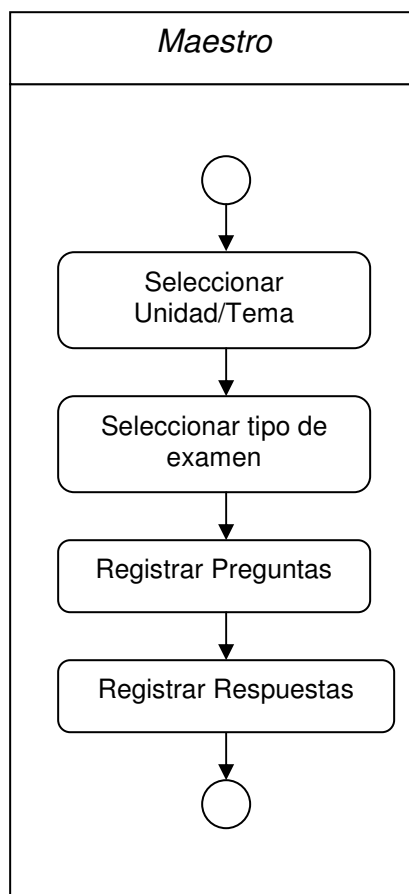 Maestro
Seleccionar
Unidad/Tema
Seleccionar tipo de
examen
Registrar Preguntas
Registrar Respuestas